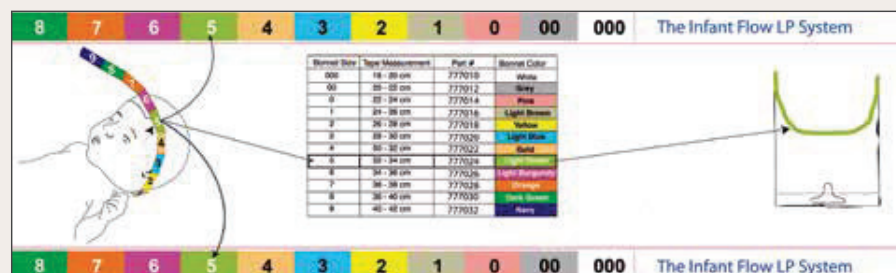 8 7 6 5 4 3 2 1 0 00 000 The Infant Flow LP System
Bonnet Size Tape Measurement Part # Bonnet Color
000 18 - 20 cm 777010 White
00 20 - 22 cm 777012 Grey
0 22 - 24 cm 777014 Pink
1 24 - 26 cm 777016 Light Brown
2 26 - 28 cm 777018 Yellow
3 28 - 30 cm 777020 Light Blue
4 30 - 32 cm 777022 Gold
5 32 - 34 cm 777024 Light Green
6 34 - 36 cm 777026 Light Burgundy
7 36 - 38 cm 777028 Orange
8 38 - 40 cm 777030 Dark Green
9 40 - 42 cm 777032 Navy
8 7 6 5 4 3 2 1 0 00 000 The Infant Flow LP System